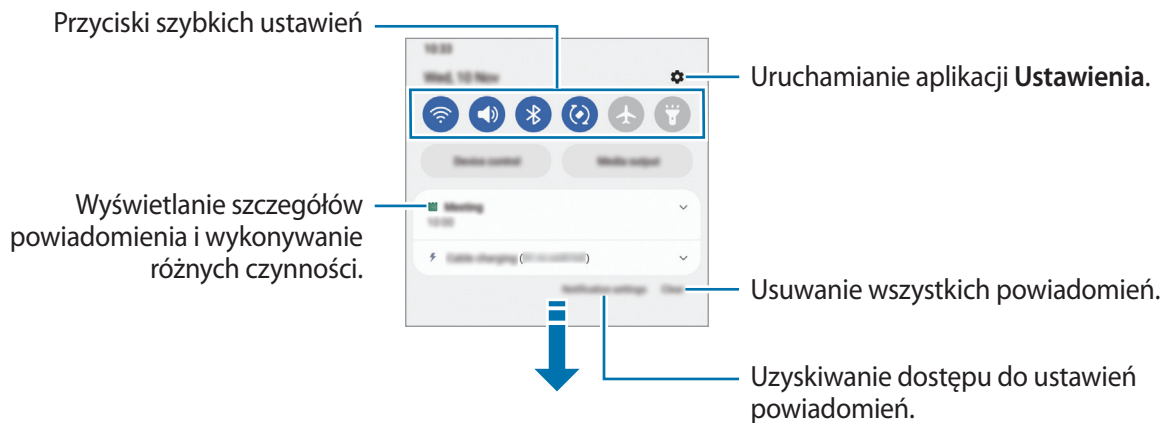 Przyciski szybkich ustawień
10:33
Wed, 10 Nov
Uruchamianie aplikacji Ustawienia.
Device control
Media output
Wyświetlanie szczegółów
powiadomienia i wykonywanie
różnych czynności.
Meeting
10:00
Cable charging (
)
Notification settings
Clear
Usuwanie wszystkich powiadomień.
Uzyskiwanie dostępu do ustawień
powiadomień.